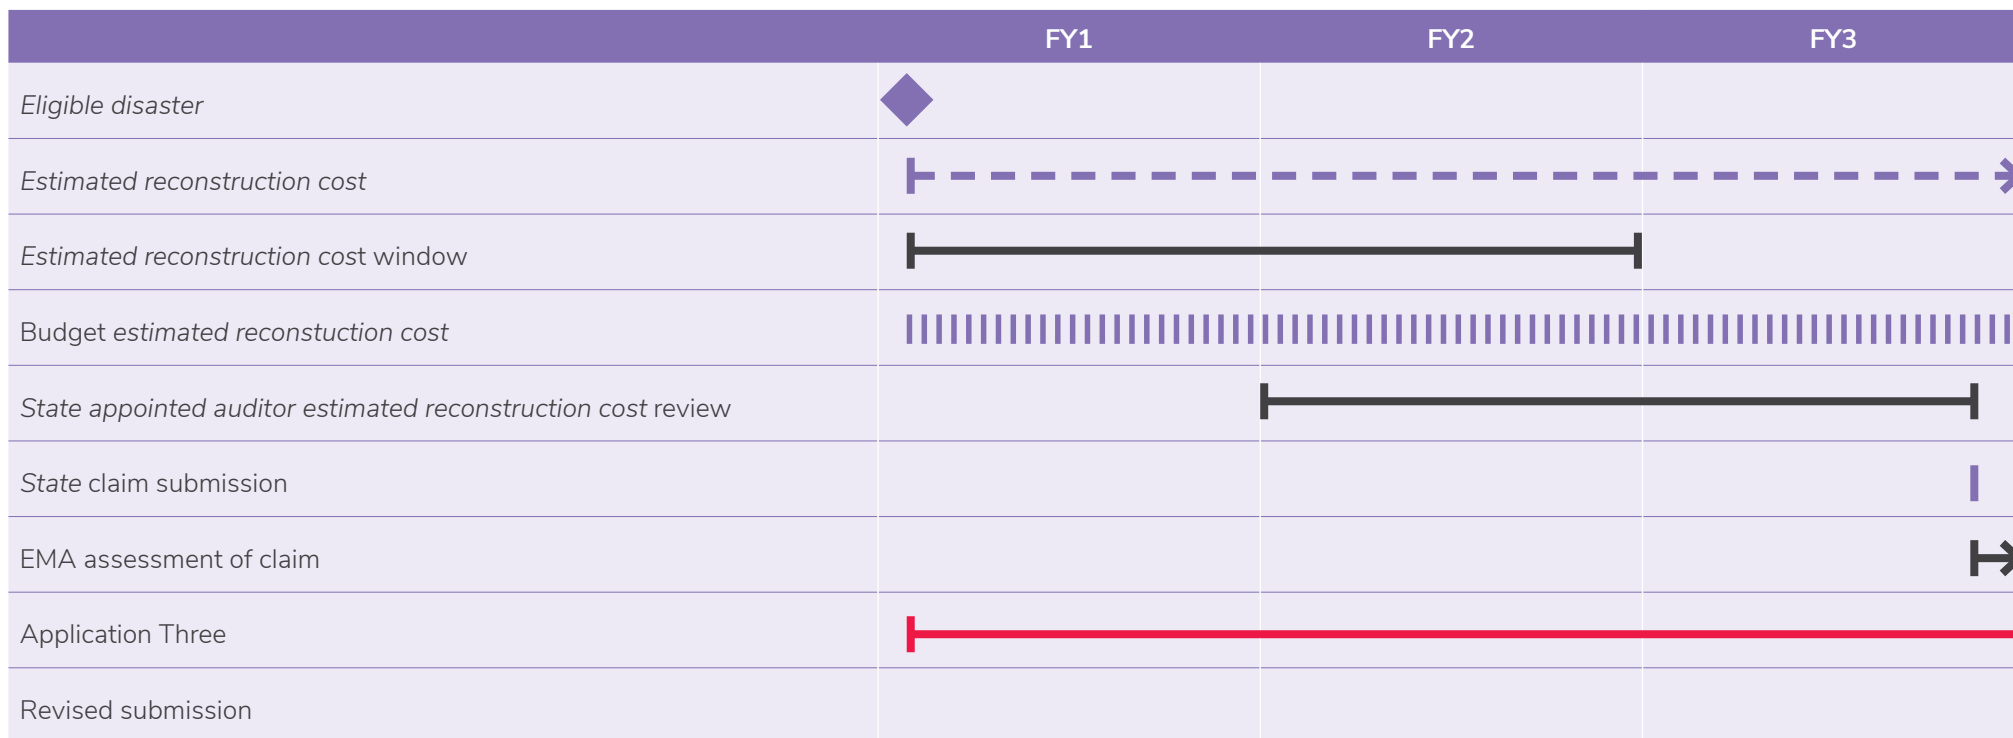 FY1 FY2 FY3
Eligible disaster
Estimated reconstruction cost
Estimated reconstruction cost window
Budget estimated reconstuction cost
State appointed auditor estimated reconstruction cost review
State claim submission
EMA assessment of claim
Application Three
Revised submission